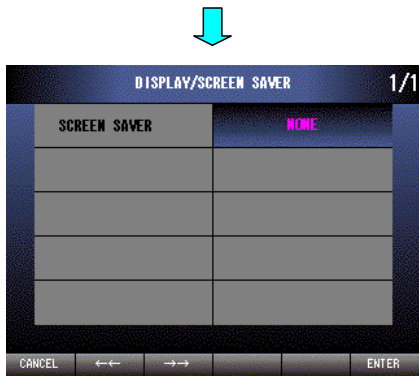 DISPLAY/SCREEN SAVER 1/1
SCREEN SAVER NONE
CANCEL ←← →→ ENTER